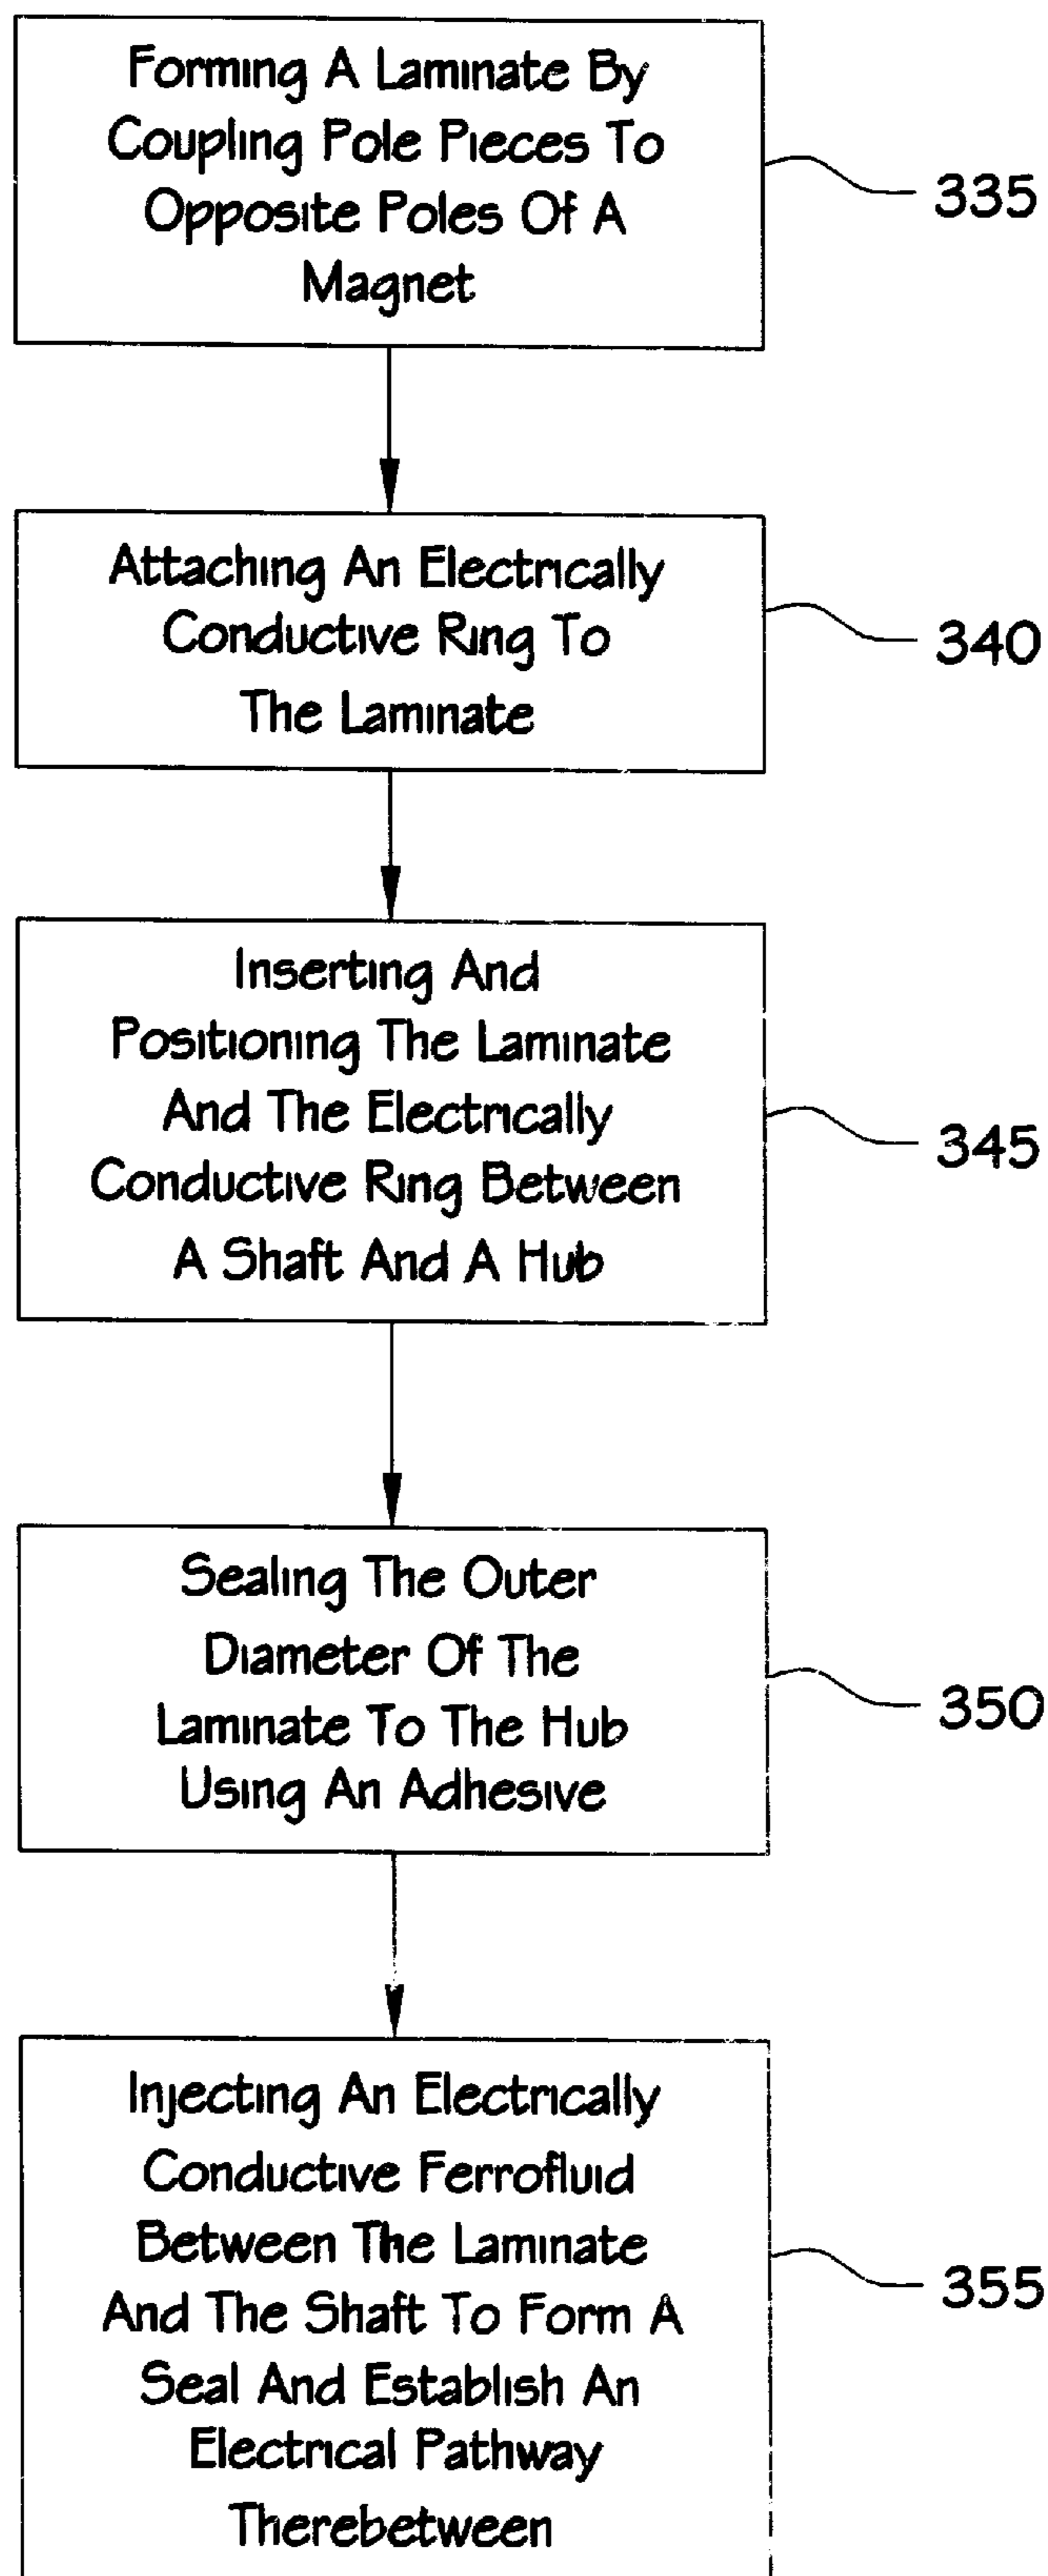 Forming A Laminate By
Coupling Pole Pieces To
Opposite Poles Of A
Magnet
335
Attaching An Electrically
Conductive Ring To
The Laminate
340
Inserting And
Positioning The Laminate
And The Electrically
Conductive Ring Between
A Shaft And A Hub
345
Sealing The Outer
Diameter Of The
Laminate To The Hub
Using An Adhesive
350
Injecting An Electrically
Conductive Ferrofluid
Between The Laminate
And The Shaft To Form A
Seal And Establish An
Electrical Pathway
Therebetween
355